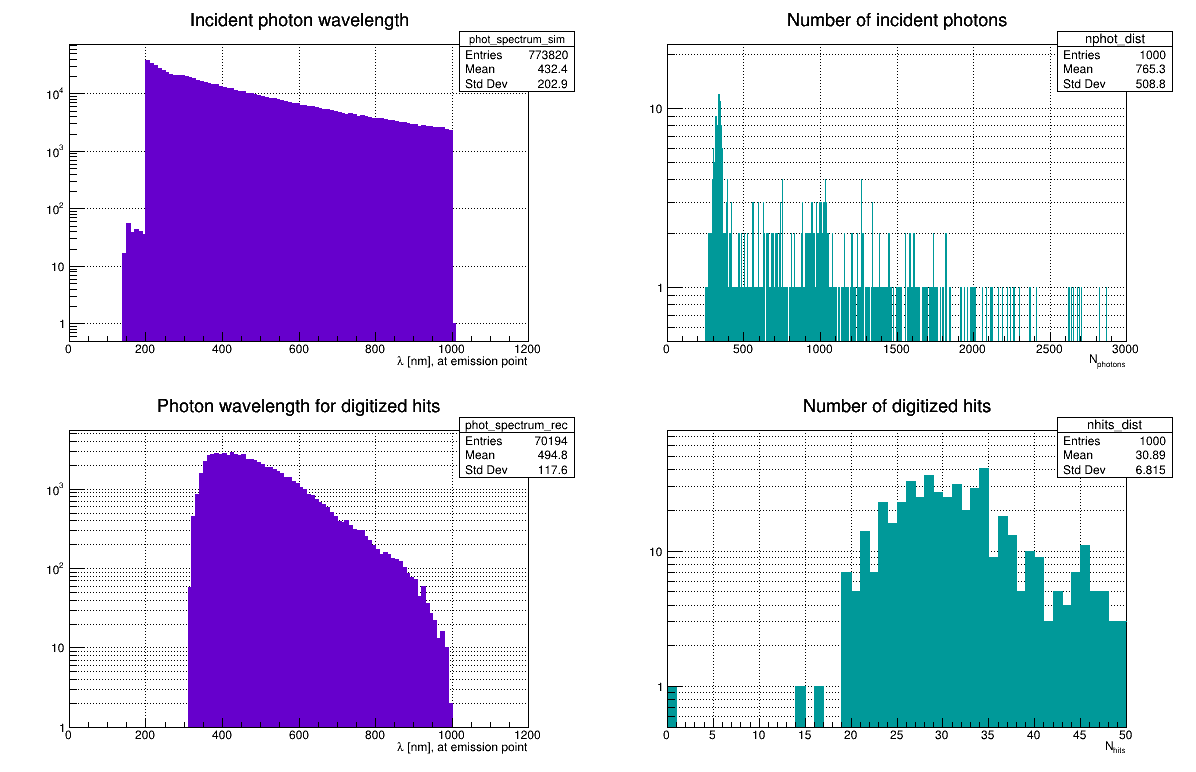 Incident photon wavelength
phot_spectrum_sim
Entries 773820
Mean 432.4
Std Dev 202.9
10^4
10^3
10^2
10
1
0 200 400 600 800 1000 1200
λ [nm], at emission point
Number of incident photons
nphot_dist
Entries 1000
Mean 765.3
Std Dev 508.8
10
1
0 500 1000 1500 2000 2500 3000
N_photons
Photon wavelength for digitized hits
phot_spectrum_rec
Entries 70194
Mean 494.8
Std Dev 117.6
10^3
10^2
10
1
0 200 400 600 800 1000 1200
λ [nm], at emission point
Number of digitized hits
nhits_dist
Entries 1000
Mean 30.89
Std Dev 6.815
10
1
0 5 10 15 20 25 30 35 40 45 50
N_hits